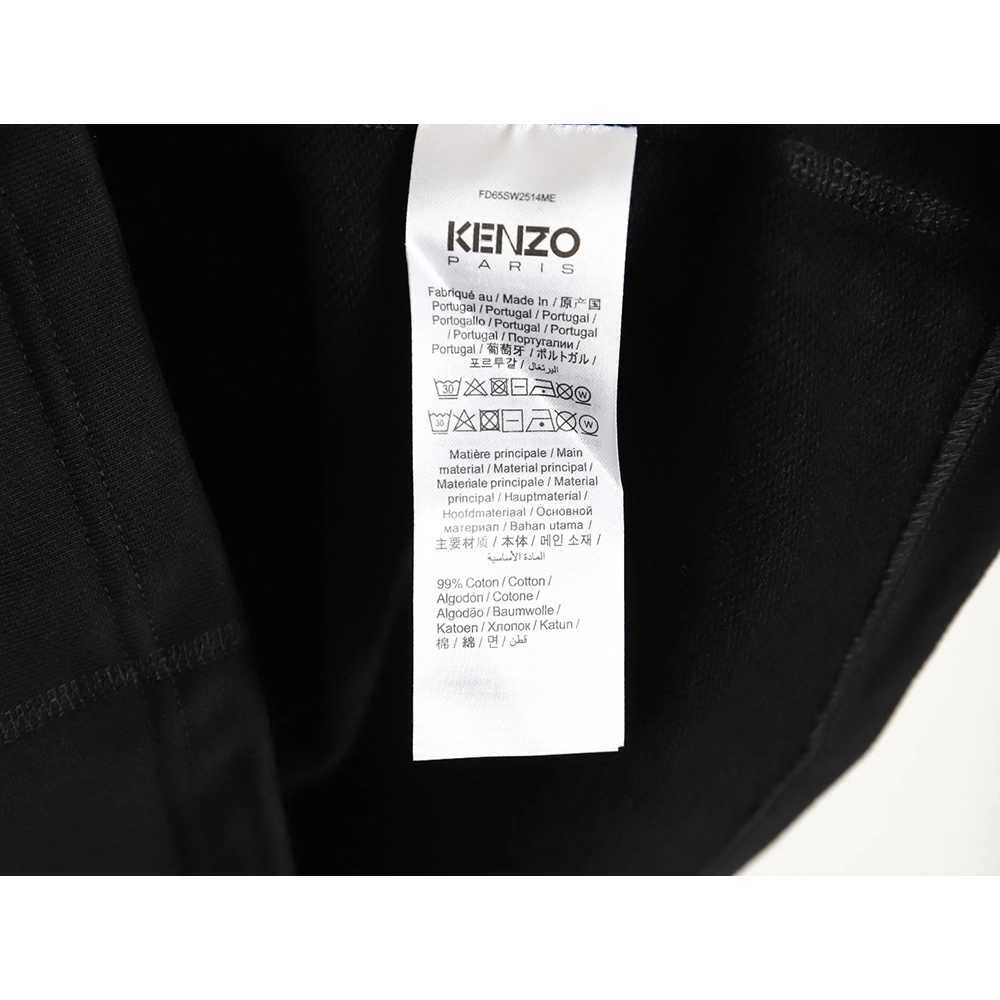 FD65SW2514ME
KENZO
PARIS
Fabriqué au / Made In / 原产国
Portugal / Portugal / Portugal /
Portogallo / Portugal / Portugal
/ Portugal / Португалии /
Portugal / 葡萄牙 / ポルトガル /
포르투갈 / البرتغال
30 W
30 W
Matière principale / Main
material / Material principal /
Materiale principale / Material
principal / Hauptmaterial /
Hoofdmateriaal / Основной
материал / Bahan utama /
主要材质 / 本体 / 메인 소재 /
المادة الأساسية
99% Coton / Cotton /
Algodón / Cotone /
Algodão / Baumwolle /
Katoen / Хлопок / Katun /
棉 / 綿 / 면 / قطن